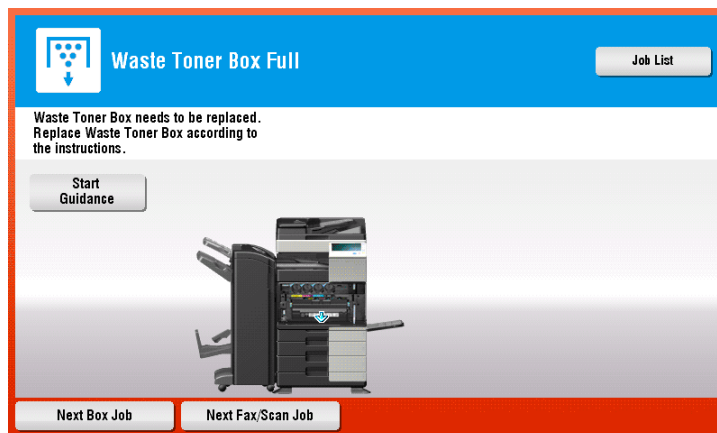 Waste Toner Box Full
Job List
Waste Toner Box needs to be replaced.
Replace Waste Toner Box according to
the instructions.
Start
Guidance
Next Box Job
Next Fax/Scan Job